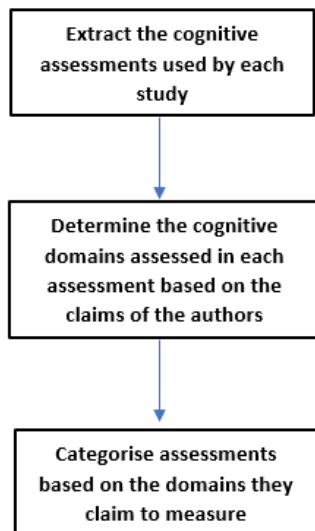 Extract the cognitive
assessments used by each
study
Determine the cognitive
domains assessed in each
assessment based on the
claims of the authors
Categorise assessments
based on the domains they
claim to measure